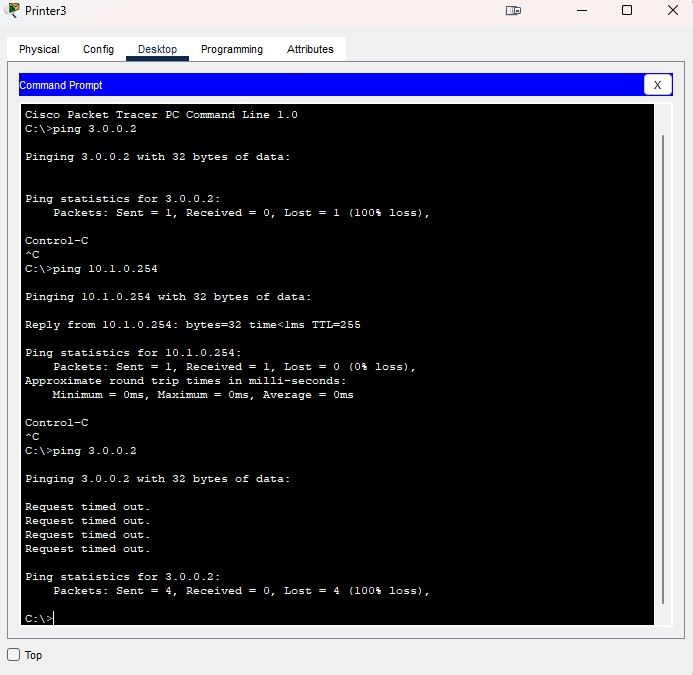 Printer3
Physical Config Desktop Programming Attributes
Command Prompt
X
Cisco Packet Tracer PC Command Line 1.0
C:\>ping 3.0.0.2
Pinging 3.0.0.2 with 32 bytes of data:
Ping statistics for 3.0.0.2:
Packets: Sent = 1, Received = 0, Lost = 1 (100% loss),
Control-C
^C
C:\>ping 10.1.0.254
Pinging 10.1.0.254 with 32 bytes of data:
Reply from 10.1.0.254: bytes=32 time<1ms TTL=255
Ping statistics for 10.1.0.254:
Packets: Sent = 1, Received = 1, Lost = 0 (0% loss),
Approximate round trip times in milli-seconds:
Minimum = 0ms, Maximum = 0ms, Average = 0ms
Control-C
^C
C:\>ping 3.0.0.2
Pinging 3.0.0.2 with 32 bytes of data:
Request timed out.
Request timed out.
Request timed out.
Request timed out.
Ping statistics for 3.0.0.2:
Packets: Sent = 4, Received = 0, Lost = 4 (100% loss),
C:\>
Top